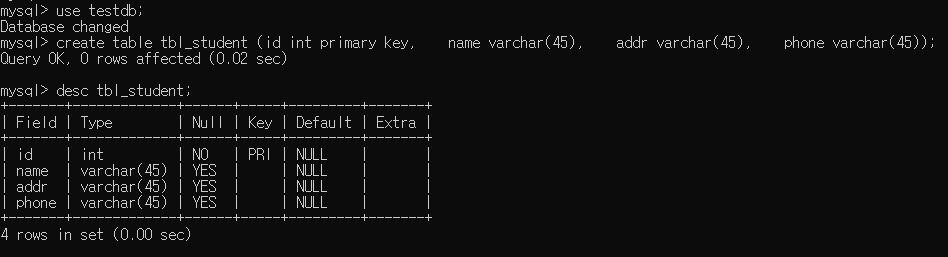 mysql> use testdb;
Database changed
mysql> create table tbl_student (id int primary key,    name varchar(45),    addr varchar(45),    phone varchar(45));
Query OK, 0 rows affected (0.02 sec)

mysql> desc tbl_student;
+-------+-------------+------+-----+---------+-------+
| Field | Type        | Null | Key | Default | Extra |
+-------+-------------+------+-----+---------+-------+
| id    | int         | NO   | PRI | NULL    |       |
| name  | varchar(45) | YES  |     | NULL    |       |
| addr  | varchar(45) | YES  |     | NULL    |       |
| phone | varchar(45) | YES  |     | NULL    |       |
+-------+-------------+------+-----+---------+-------+
4 rows in set (0.00 sec)